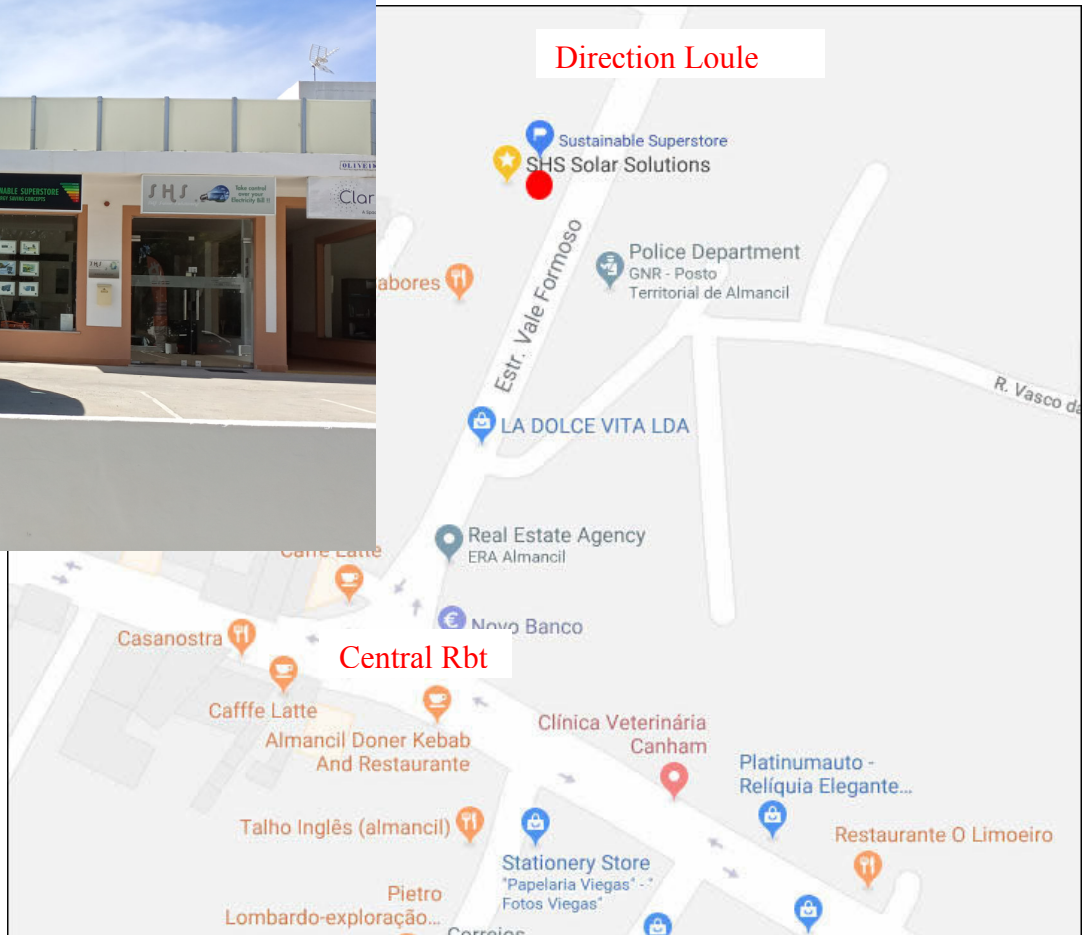 Direction Loule
Sustainable Superstore
SHS Solar Solutions
OLIVEIR
NABLE SUPERSTORE
SHS
Take control
over your
Electricity Bill !!
Clar
Police Department
GNR - Posto
Territorial de Almancil
abores
Estr. Vale Formoso
R. Vasco da
LA DOLCE VITA LDA
Real Estate Agency
ERA Almancil
Caffe Latte
Novo Banco
Casanostra
Central Rbt
Cafffe Latte
Almancil Doner Kebab
And Restaurante
Clínica Veterinária
Canham
Platinumauto -
Relíquia Elegante...
Talho Inglês (almancil)
Restaurante O Limoeiro
Stationery Store
"Papelaria Viegas" - "
Fotos Viegas"
Pietro
Lombardo-exploração...
Correios